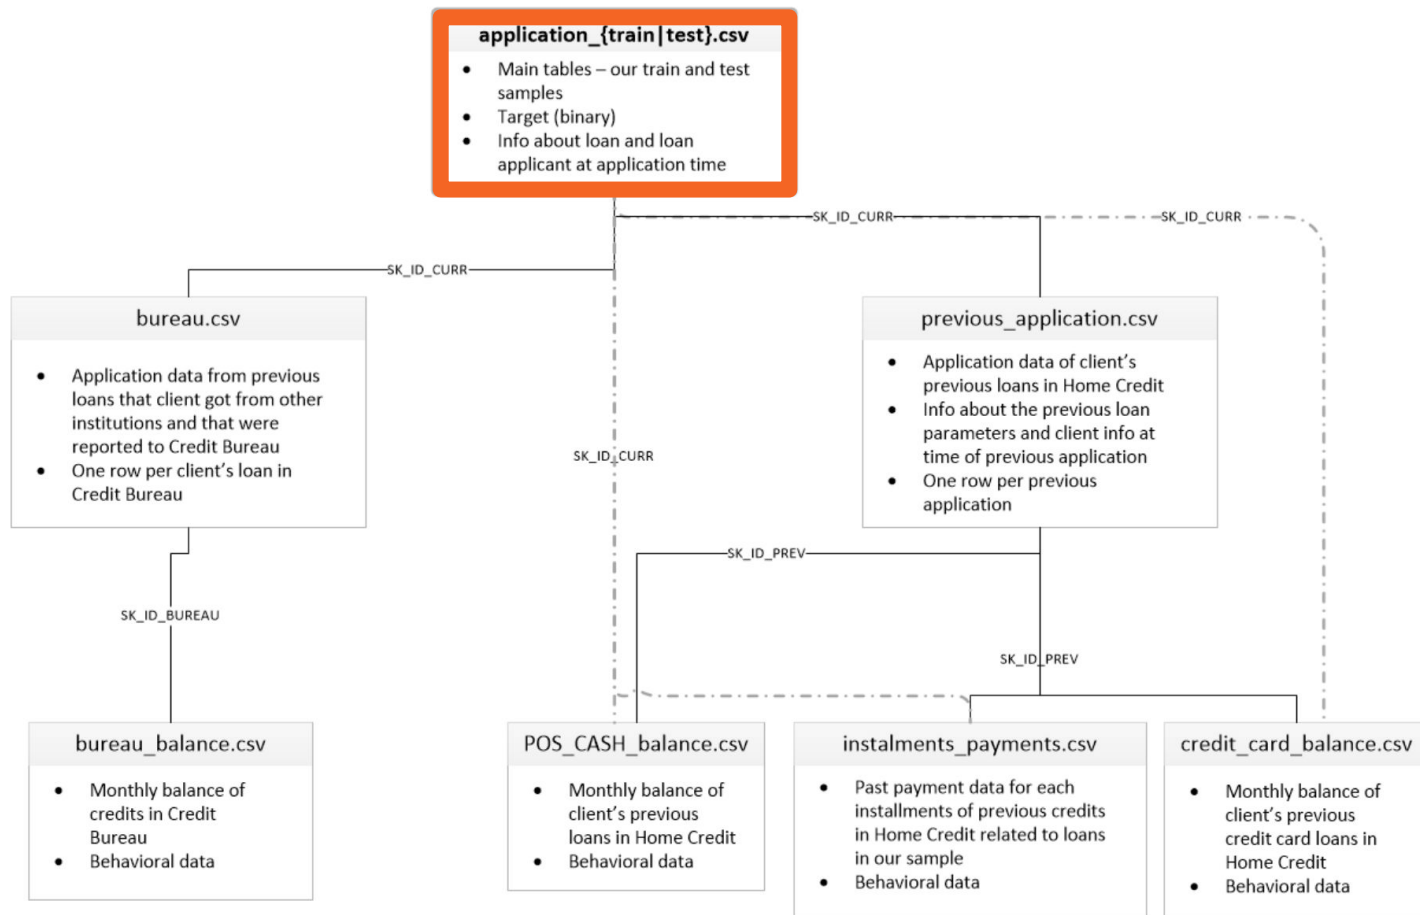 application_{train|test}.csv
• Main tables – our train and test
samples
• Target (binary)
• Info about loan and loan
applicant at application time
SK_ID_CURR
SK_ID_CURR
SK_ID_CURR
bureau.csv
• Application data from previous
loans that client got from other
institutions and that were
reported to Credit Bureau
• One row per client's loan in
Credit Bureau
previous_application.csv
• Application data of client's
previous loans in Home Credit
• Info about the previous loan
parameters and client info at
time of previous application
• One row per previous
application
SK_ID_CURR
SK_ID_PREV
SK_ID_BUREAU
SK_ID_PREV
bureau_balance.csv
• Monthly balance of
credits in Credit
Bureau
• Behavioral data
POS_CASH_balance.csv
• Monthly balance of
client's previous
loans in Home Credit
• Behavioral data
instalments_payments.csv
• Past payment data for each
installments of previous credits
in Home Credit related to loans
in our sample
• Behavioral data
credit_card_balance.csv
• Monthly balance of
client's previous
credit card loans in
Home Credit
• Behavioral data